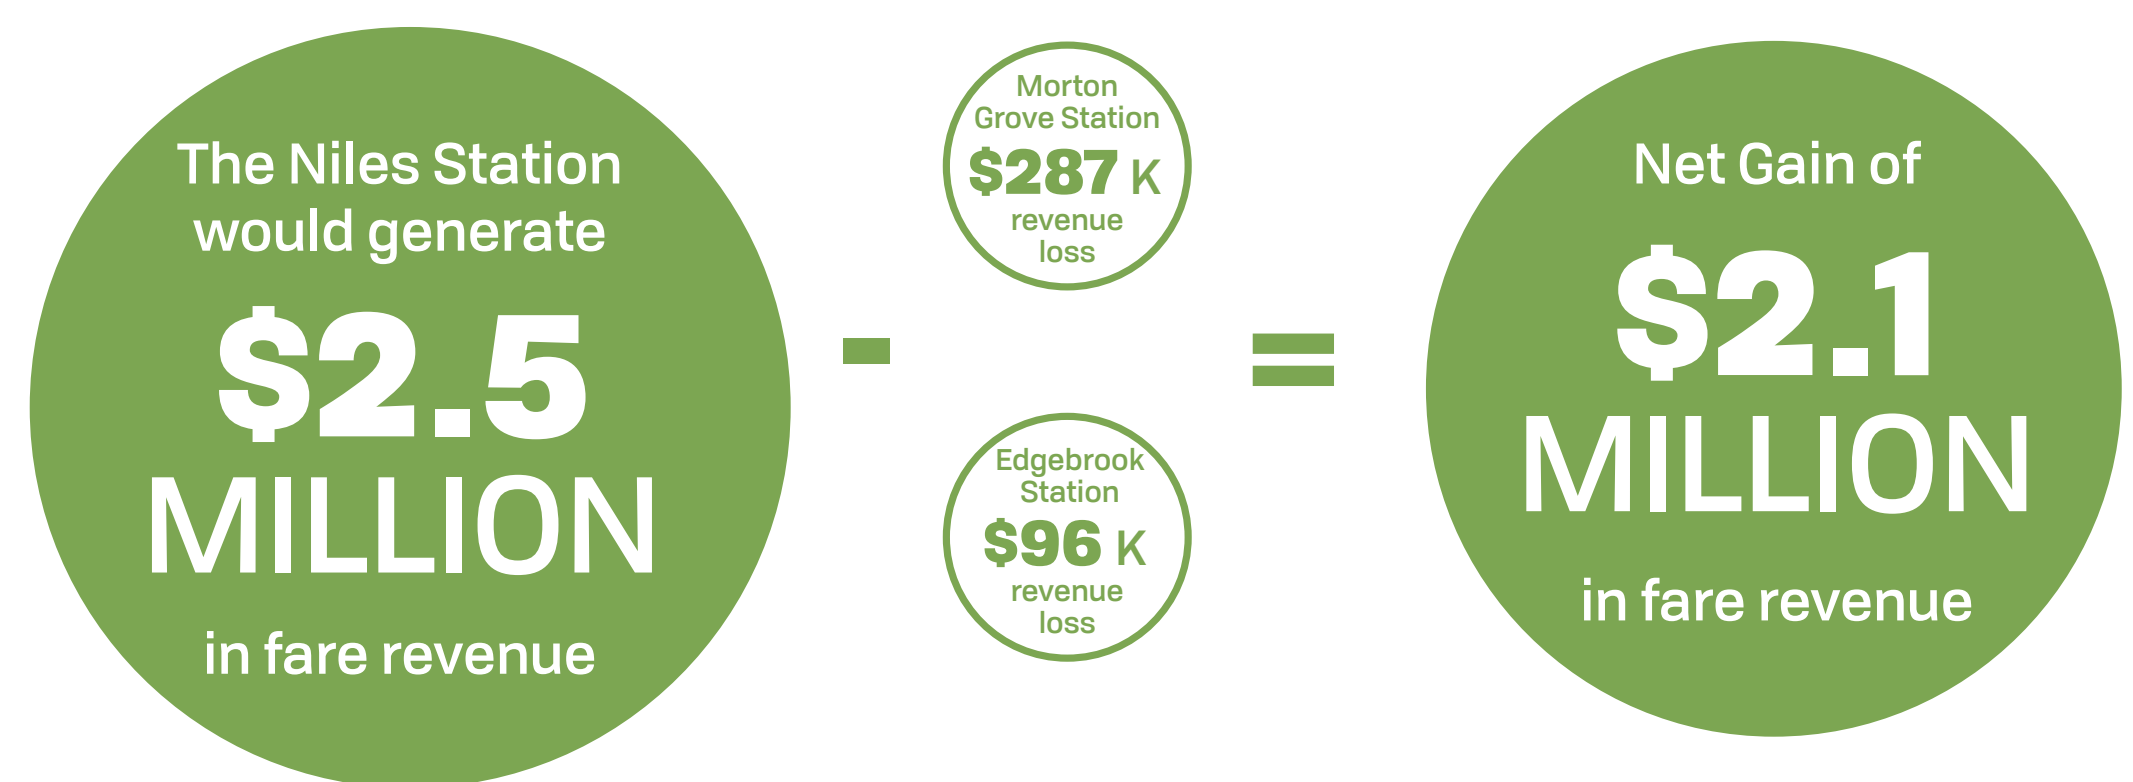 The Niles Station
would generate
$2.5
MILLION
in fare revenue
-
Morton
Grove Station
$287 K
revenue
loss
Edgebrook
Station
$96 K
revenue
loss
=
Net Gain of
$2.1
MILLION
in fare revenue